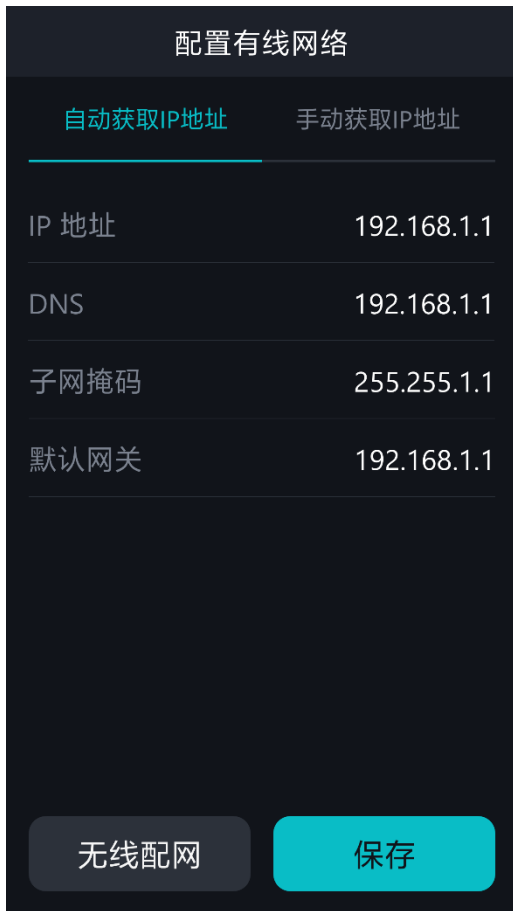 配置有线网络
自动获取IP地址 手动获取IP地址
IP 地址 192.168.1.1
DNS 192.168.1.1
子网掩码 255.255.1.1
默认网关 192.168.1.1
无线配网 保存